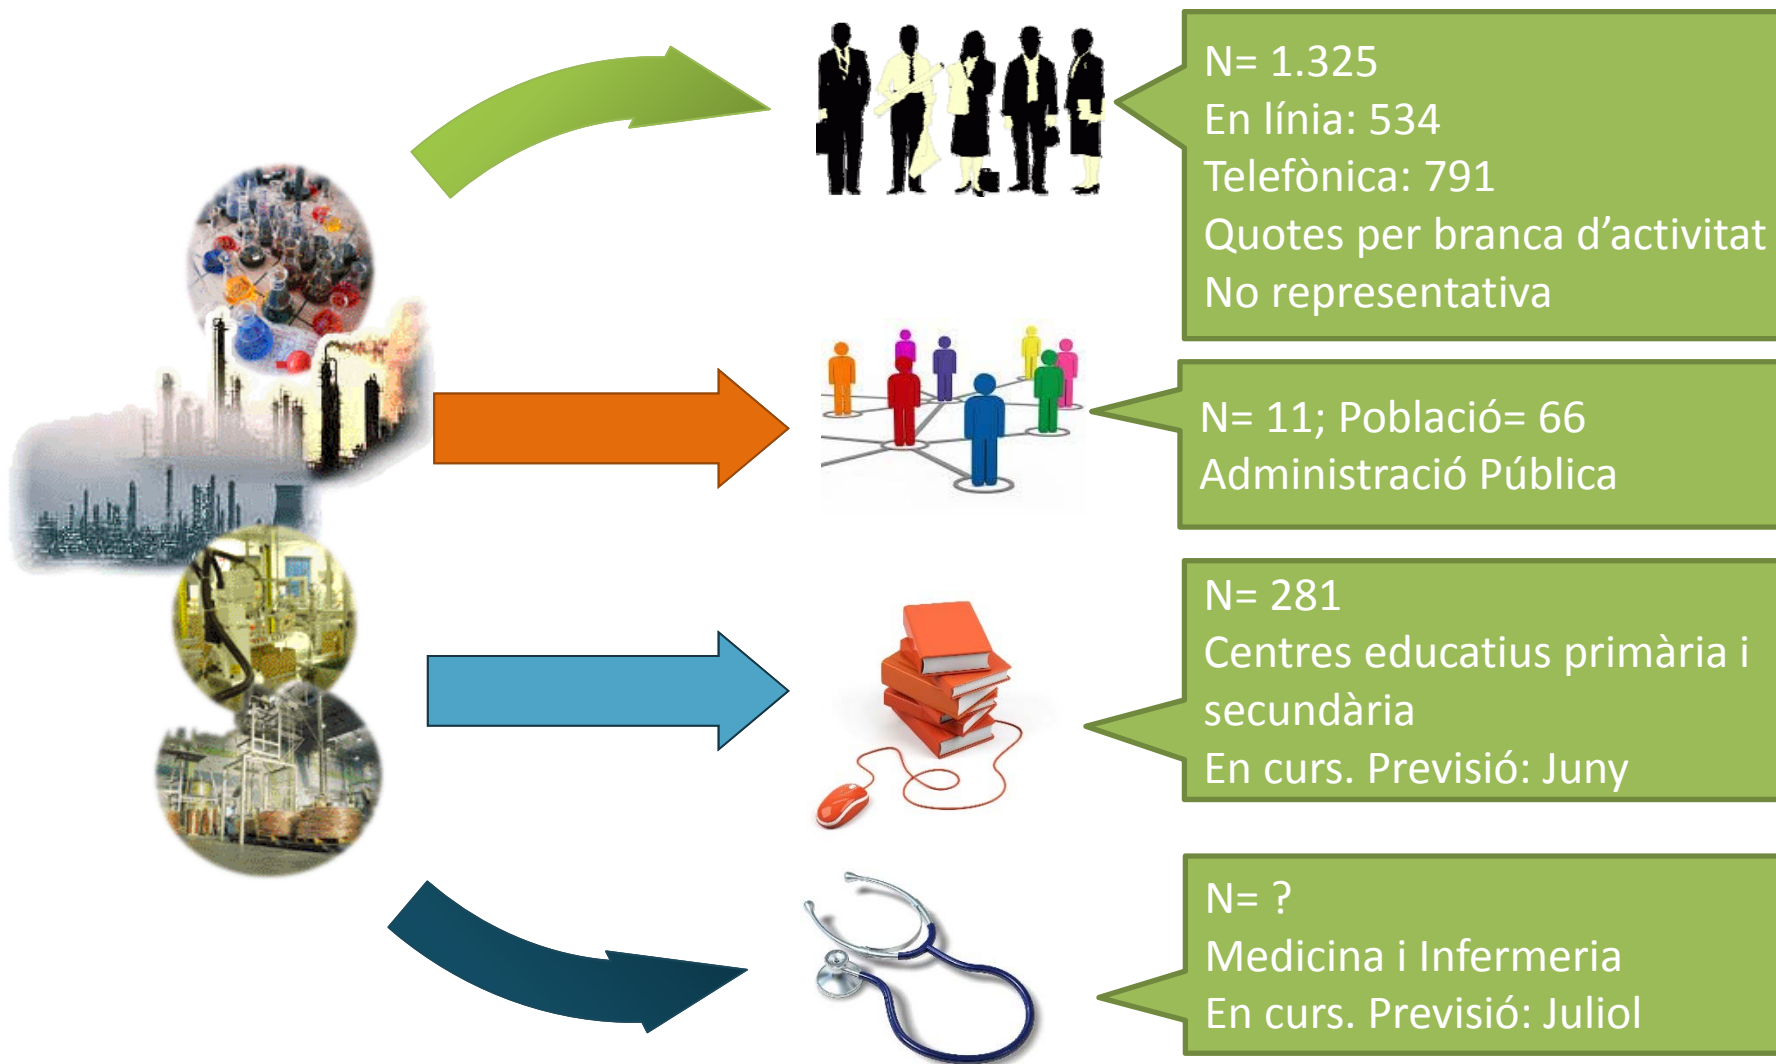 N= 1.325
En línia: 534
Telefònica: 791
Quotes per branca d’activitat
No representativa
N= 11; Població= 66
Administració Pública
N= 281
Centres educatius primària i
secundària
En curs. Previsió: Juny
N= ?
Medicina i Infermeria
En curs. Previsió: Juliol